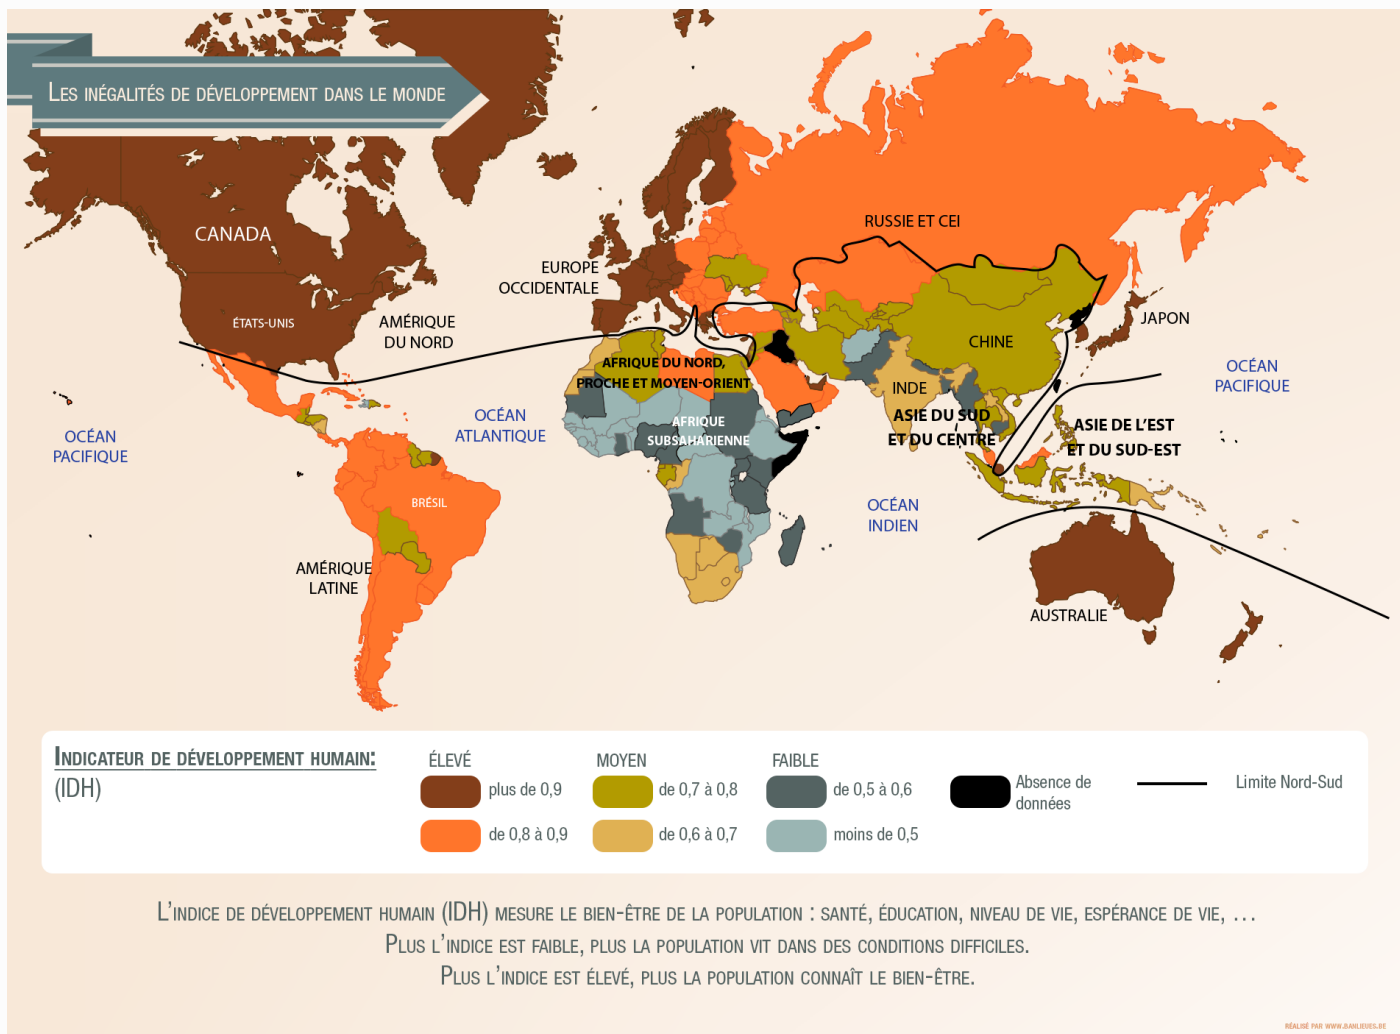 Les inégalités de développement dans le monde
CANADA
RUSSIE ET CEI
EUROPE
OCCIDENTALE
ÉTATS-UNIS
AMÉRIQUE
DU NORD
JAPON
CHINE
AFRIQUE DU NORD,
PROCHE ET MOYEN-ORIENT
OCÉAN
PACIFIQUE
INDE
ASIE DU SUD
ET DU CENTRE
OCÉAN
ATLANTIQUE
AFRIQUE
SUBSAHARIENNE
ASIE DE L’EST
ET DU SUD-EST
OCÉAN
PACIFIQUE
BRÉSIL
OCÉAN
INDIEN
AMÉRIQUE
LATINE
AUSTRALIE
Indicateur de développement humain:
(IDH)
ÉLEVÉ
plus de 0,9
de 0,8 à 0,9
MOYEN
de 0,7 à 0,8
de 0,6 à 0,7
FAIBLE
de 0,5 à 0,6
moins de 0,5
Absence de
données
Limite Nord-Sud
L’indice de développement humain (IDH) mesure le bien-être de la population : santé, éducation, niveau de vie, espérance de vie, …
Plus l’indice est faible, plus la population vit dans des conditions difficiles.
Plus l’indice est élevé, plus la population connaît le bien-être.
RÉALISÉ PAR WWW.BANLIEUES.BE